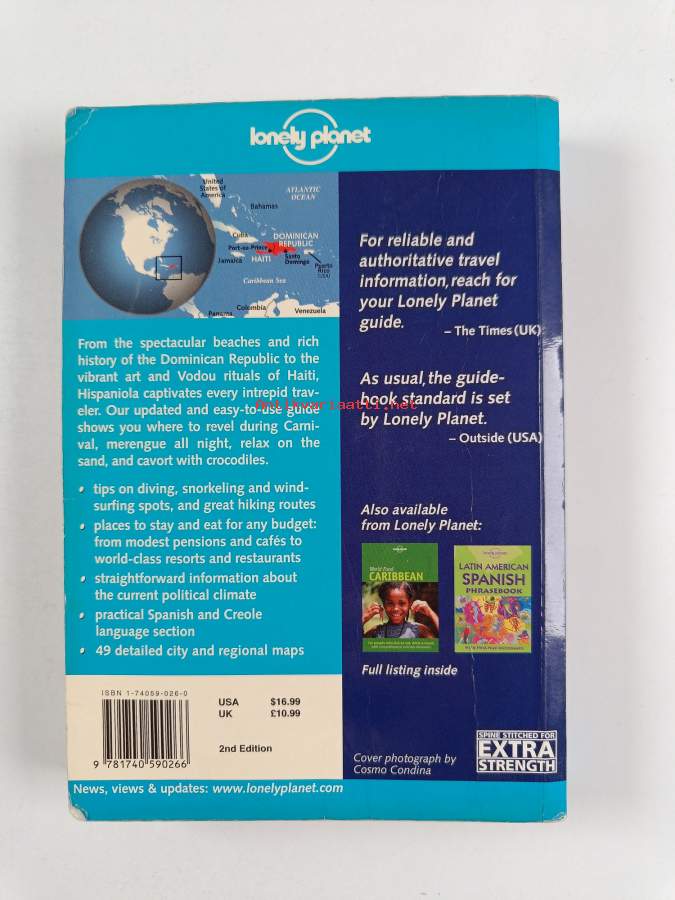 lonely planet
United
States of
America
ATLANTIC
OCEAN
Bahamas
Cuba
DOMINICAN
REPUBLIC
Port-au-Prince
HAITI
Santo
Domingo
Jamaica
Puerto
Rico
(USA)
Caribbean Sea
Panama
Colombia
Venezuela
From the spectacular beaches and rich
history of the Dominican Republic to the
vibrant art and Vodou rituals of Haiti,
Hispaniola captivates every intrepid trav-
eler. Our updated and easy-to-use guide
shows you where to revel during Carni-
val, merengue all night, relax on the
sand, and cavort with crocodiles.
• tips on diving, snorkeling and wind-
surfing spots, and great hiking routes
• places to stay and eat for any budget:
from modest pensions and cafés to
world-class resorts and restaurants
• straightforward information about
the current political climate
• practical Spanish and Creole
language section
• 49 detailed city and regional maps
For reliable and
authoritative travel
information, reach for
your Lonely Planet
guide.
– The Times (UK)
As usual, the guide-
book standard is set
by Lonely Planet.
– Outside (USA)
Antikvariaatti.net
Also available
from Lonely Planet:
World Food
CARIBBEAN
LATIN AMERICAN
SPANISH
PHRASEBOOK
Full listing inside
ISBN 1-74059-026-0
9 781740 590266
USA $16.99
UK £10.99
2nd Edition
Cover photograph by
Cosmo Condina
SPINE STITCHED FOR
EXTRA
STRENGTH
News, views & updates: www.lonelyplanet.com